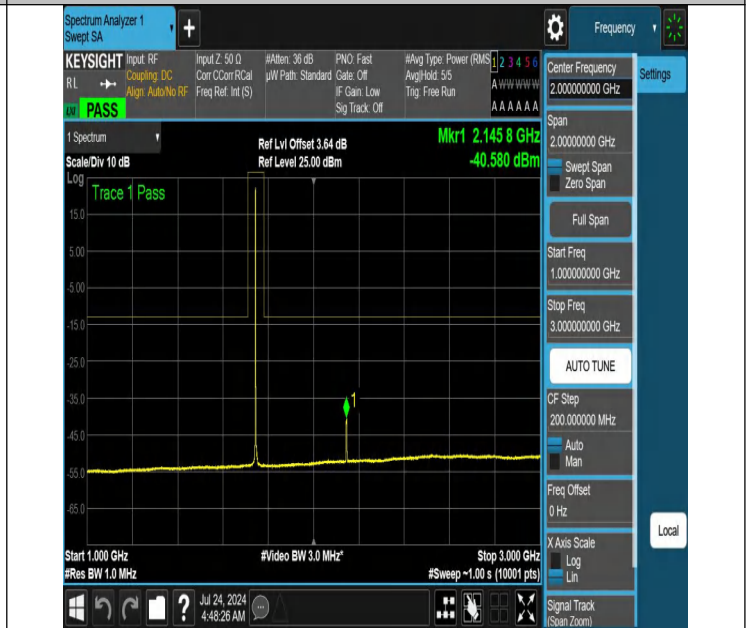 Spectrum Analyzer 1
Swept SA
+
Frequency
KEYSIGHT
Input: RF
Input Z: 50 Ω
#Atten: 36 dB
PNO: Fast
#Avg Type: Power (RMS
1 2 3 4 5 6
RL
Coupling: DC
Corr CCorr RCal
µW Path: Standard
Gate: Off
Avg|Hold: 5/5
A W W W W W
Align: Auto/No RF
Freq Ref: Int (S)
IF Gain: Low
Trig: Free Run
Sig Track: Off
A A A A A A
PASS
1 Spectrum
Ref Lvl Offset 3.64 dB
Mkr1 2.145 8 GHz
Scale/Div 10 dB
Ref Level 25.00 dBm
-40.580 dBm
Log
Trace 1 Pass
15.0
5.00
-5.00
-15.0
-25.0
-35.0
-45.0
-55.0
-65.0
1
Start 1.000 GHz
#Video BW 3.0 MHz*
Stop 3.000 GHz
#Res BW 1.0 MHz
#Sweep ~1.00 s (10001 pts)
Center Frequency
2.000000000 GHz
Settings
Span
2.00000000 GHz
Swept Span
Zero Span
Full Span
Start Freq
1.000000000 GHz
Stop Freq
3.000000000 GHz
AUTO TUNE
CF Step
200.000000 MHz
Auto
Man
Freq Offset
0 Hz
X Axis Scale
Log
Lin
Local
Signal Track
(Span Zoom)
?
Jul 24, 2024
4:48:26 AM